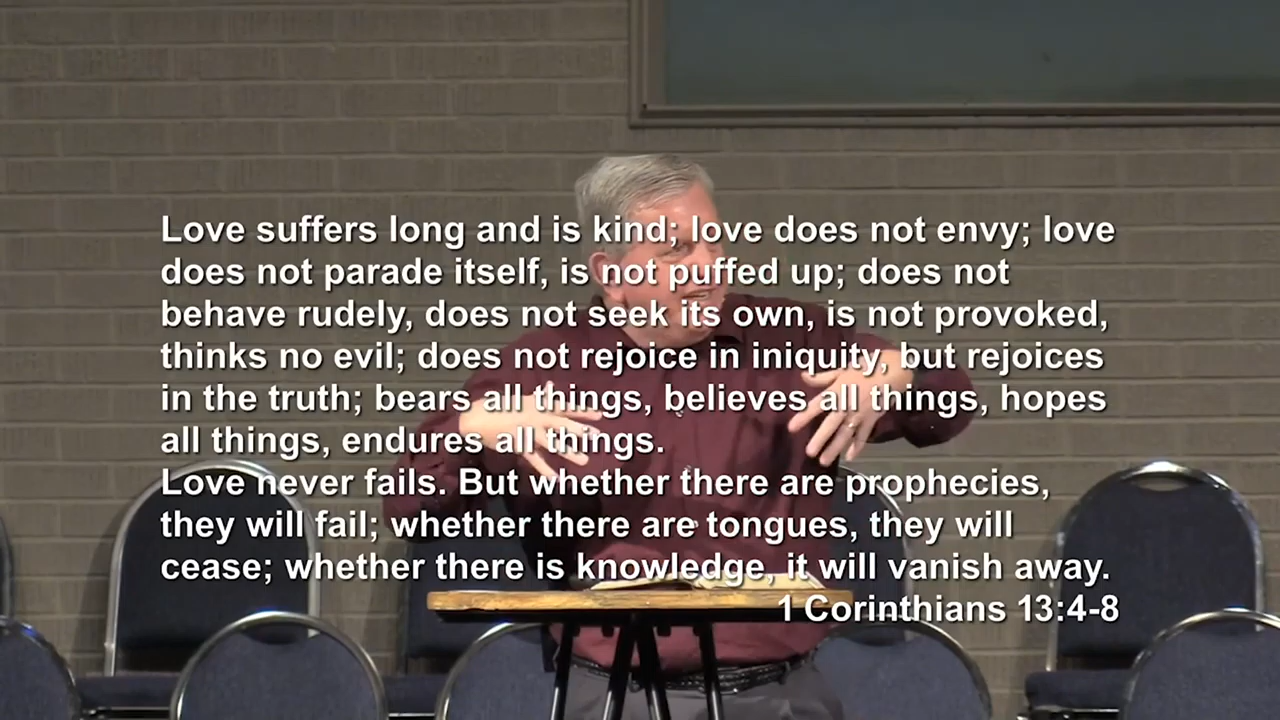 Love suffers long and is kind; love does not envy; love
does not parade itself, is not puffed up; does not
behave rudely, does not seek its own, is not provoked,
thinks no evil; does not rejoice in iniquity, but rejoices
in the truth; bears all things, believes all things, hopes
all things, endures all things.
Love never fails. But whether there are prophecies,
they will fail; whether there are tongues, they will
cease; whether there is knowledge, it will vanish away.
1 Corinthians 13:4-8